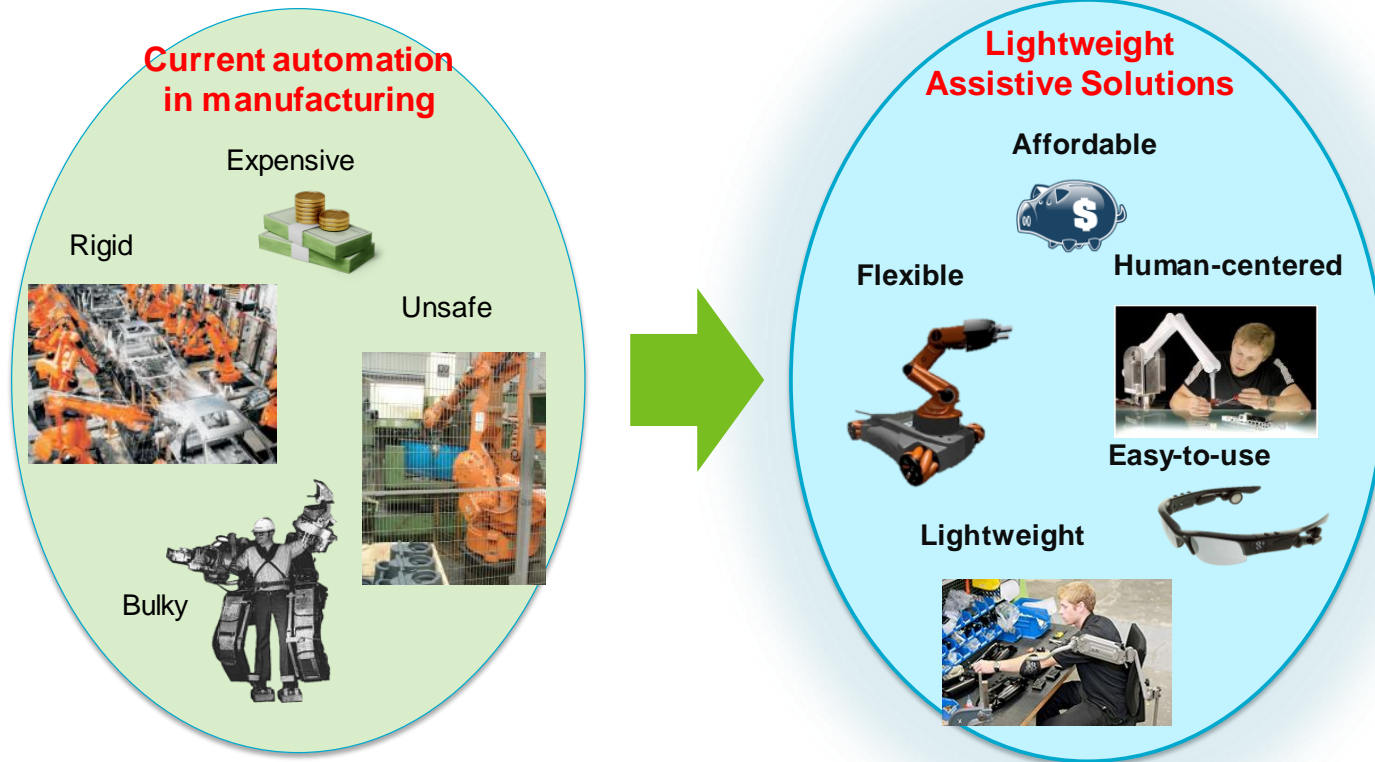 Current automation
in manufacturing
Expensive
Rigid
Unsafe
Bulky
Lightweight
Assistive Solutions
Affordable
$
Flexible
Human-centered
Easy-to-use
Lightweight